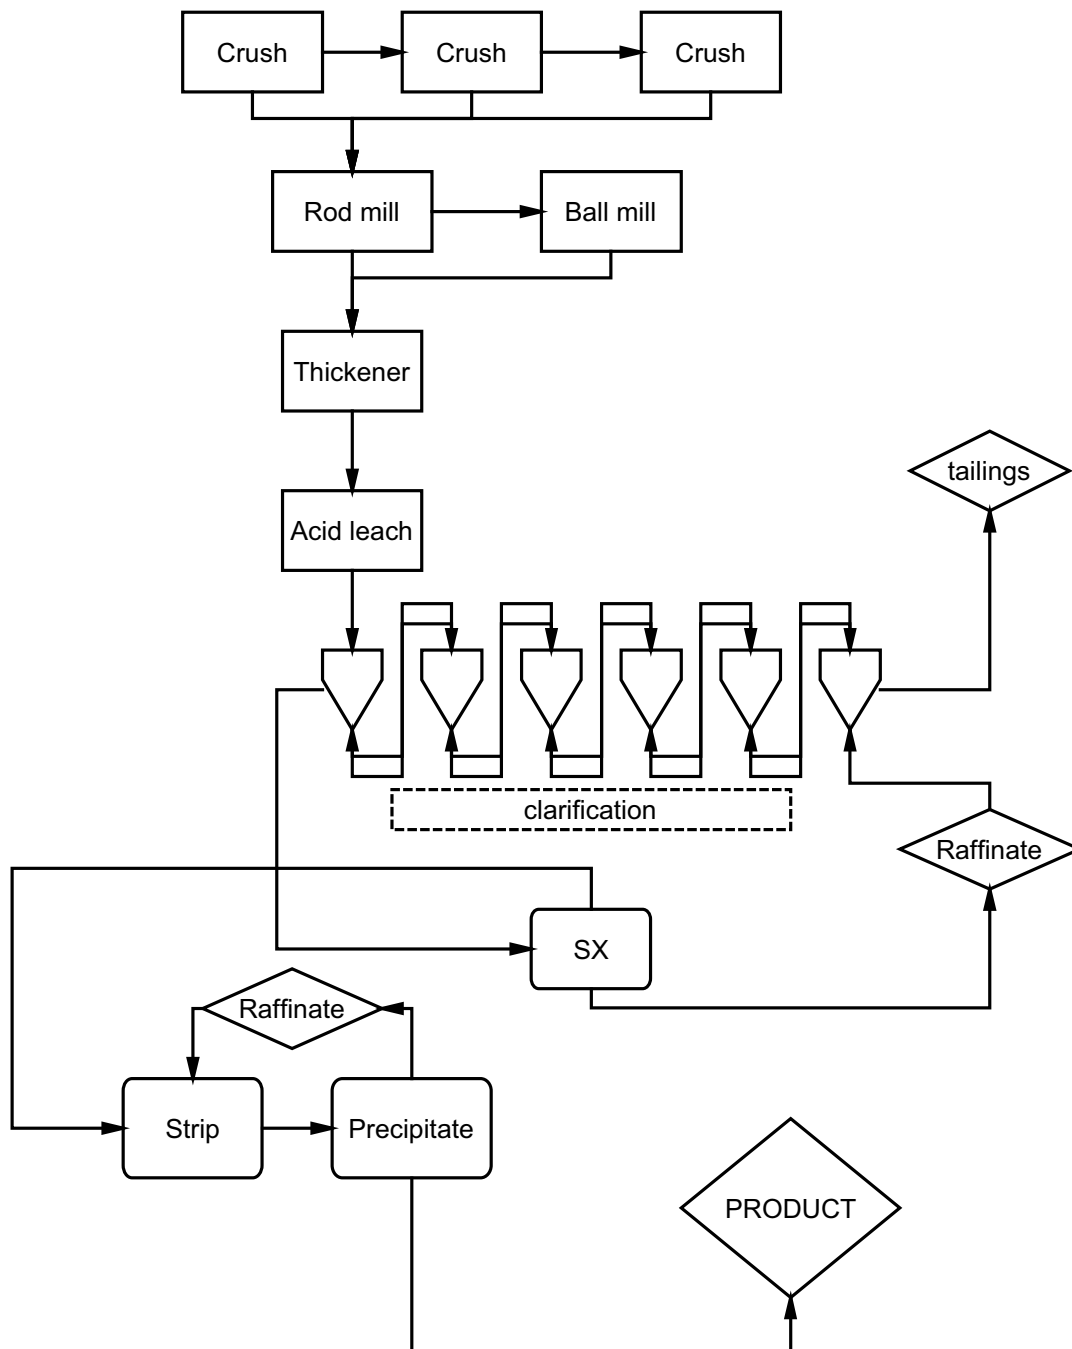 Crush
Crush
Crush
Rod mill
Ball mill
Thickener
tailings
Acid leach
clarification
Raffinate
SX
Raffinate
Strip
Precipitate
PRODUCT